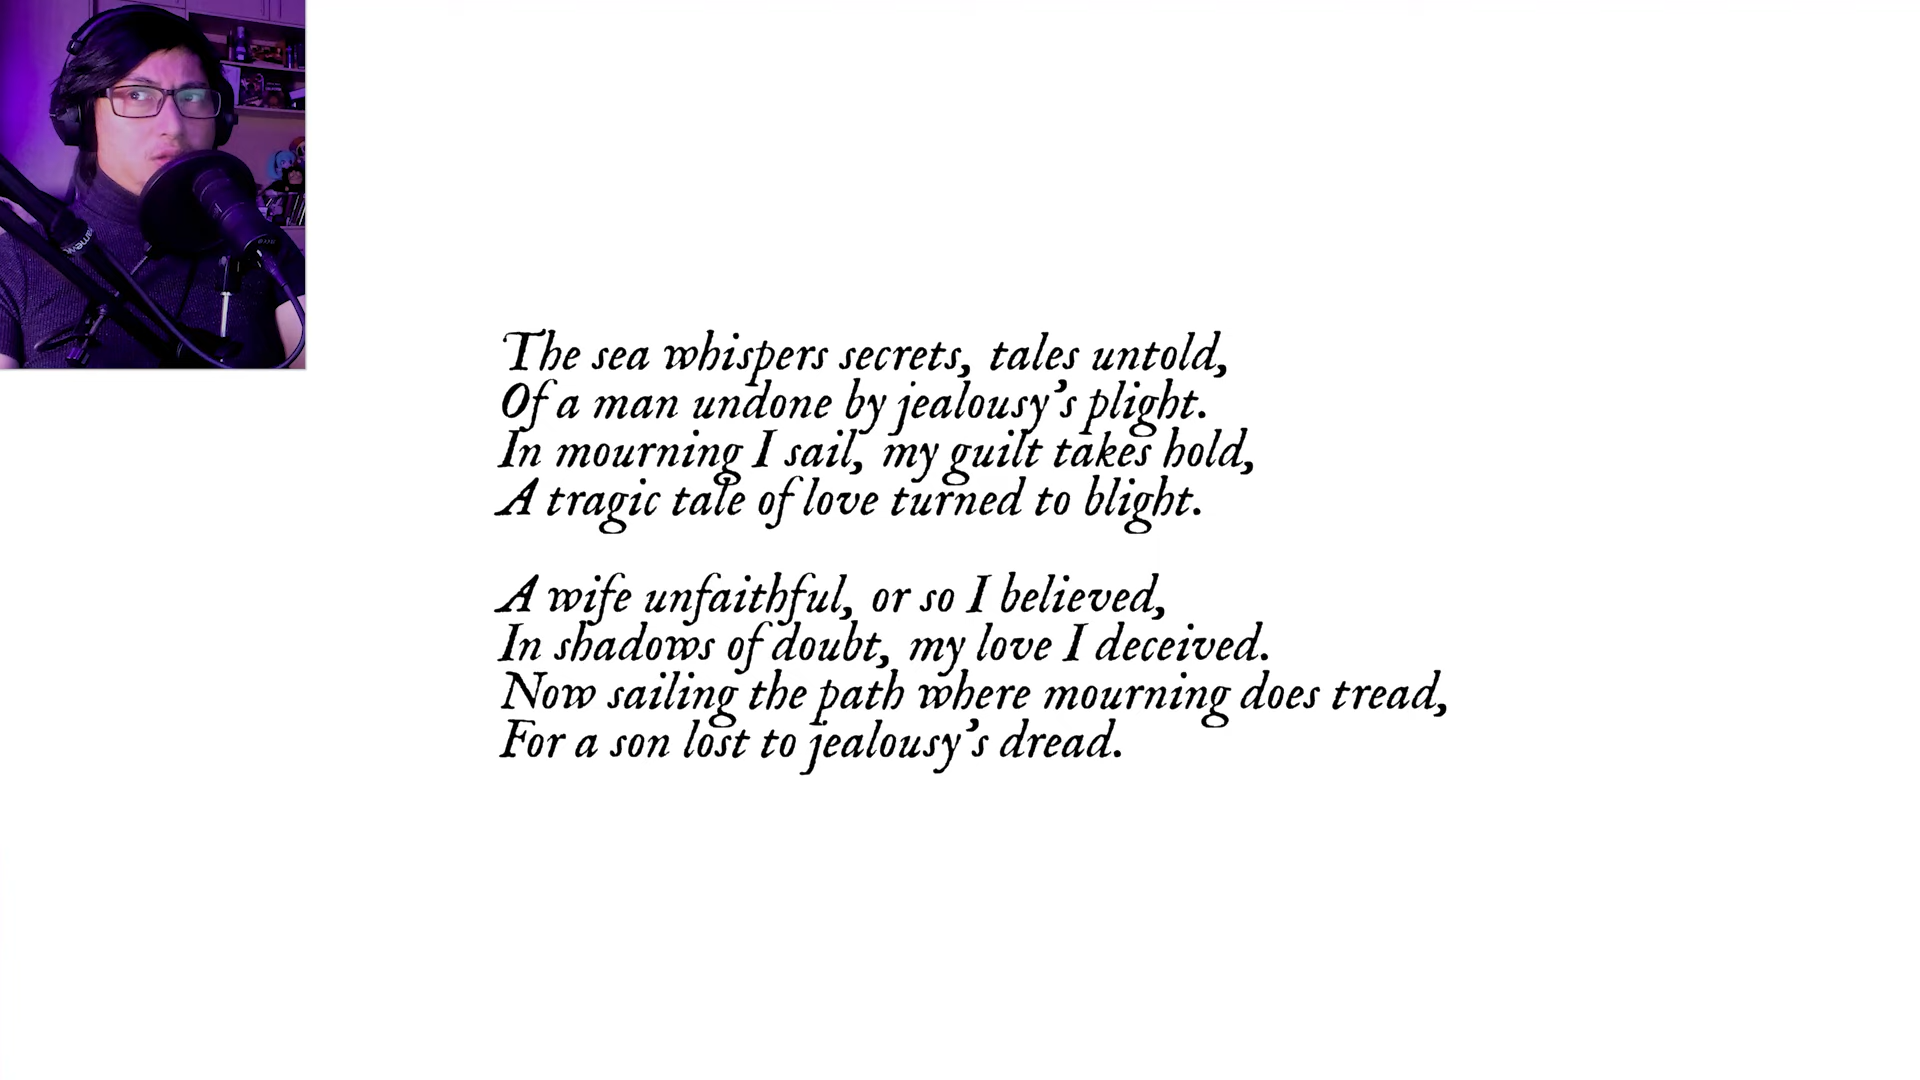 The sea whispers secrets, tales untold,
Of a man undone by jealousy's plight.
In mourning I sail, my guilt takes hold,
A tragic tale of love turned to blight.
A wife unfaithful, or so I believed,
In shadows of doubt, my love I deceived.
Now sailing the path where mourning does tread,
For a son lost to jealousy's dread.